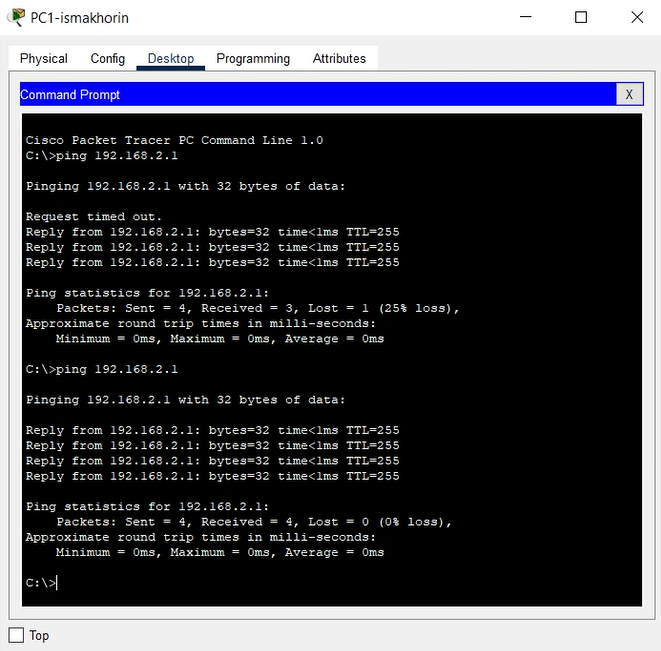 PC1-ismakhorin
Physical Config Desktop Programming Attributes
Command Prompt X
Cisco Packet Tracer PC Command Line 1.0
C:\>ping 192.168.2.1
Pinging 192.168.2.1 with 32 bytes of data:
Request timed out.
Reply from 192.168.2.1: bytes=32 time<1ms TTL=255
Reply from 192.168.2.1: bytes=32 time<1ms TTL=255
Reply from 192.168.2.1: bytes=32 time<1ms TTL=255
Ping statistics for 192.168.2.1:
Packets: Sent = 4, Received = 3, Lost = 1 (25% loss),
Approximate round trip times in milli-seconds:
Minimum = 0ms, Maximum = 0ms, Average = 0ms
C:\>ping 192.168.2.1
Pinging 192.168.2.1 with 32 bytes of data:
Reply from 192.168.2.1: bytes=32 time<1ms TTL=255
Reply from 192.168.2.1: bytes=32 time<1ms TTL=255
Reply from 192.168.2.1: bytes=32 time<1ms TTL=255
Reply from 192.168.2.1: bytes=32 time<1ms TTL=255
Ping statistics for 192.168.2.1:
Packets: Sent = 4, Received = 4, Lost = 0 (0% loss),
Approximate round trip times in milli-seconds:
Minimum = 0ms, Maximum = 0ms, Average = 0ms
C:\>
Top